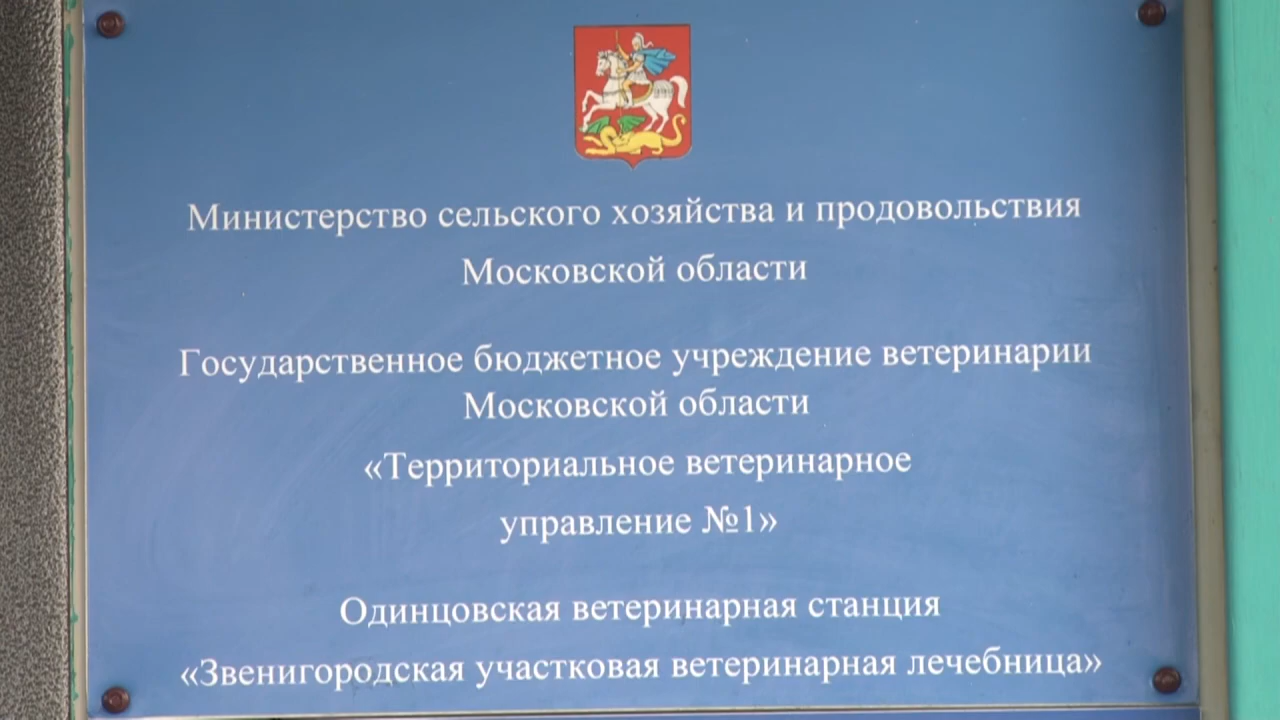 Министерство сельского хозяйства и продовольствия
Московской области
Государственное бюджетное учреждение ветеринарии
Московской области
«Территориальное ветеринарное
управление №1»
Одинцовская ветеринарная станция
«Звенигородская участковая ветеринарная лечебница»